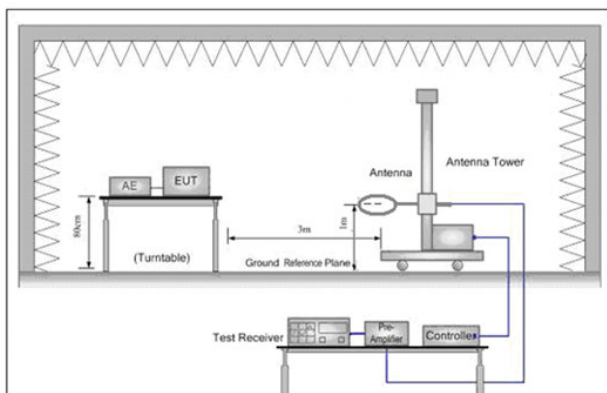 AE
EUT
80cm
(Turntable)
3m
1m
Antenna
Antenna Tower
Ground Reference Plane
Test Receiver
Pre-
Amplifier
Controller